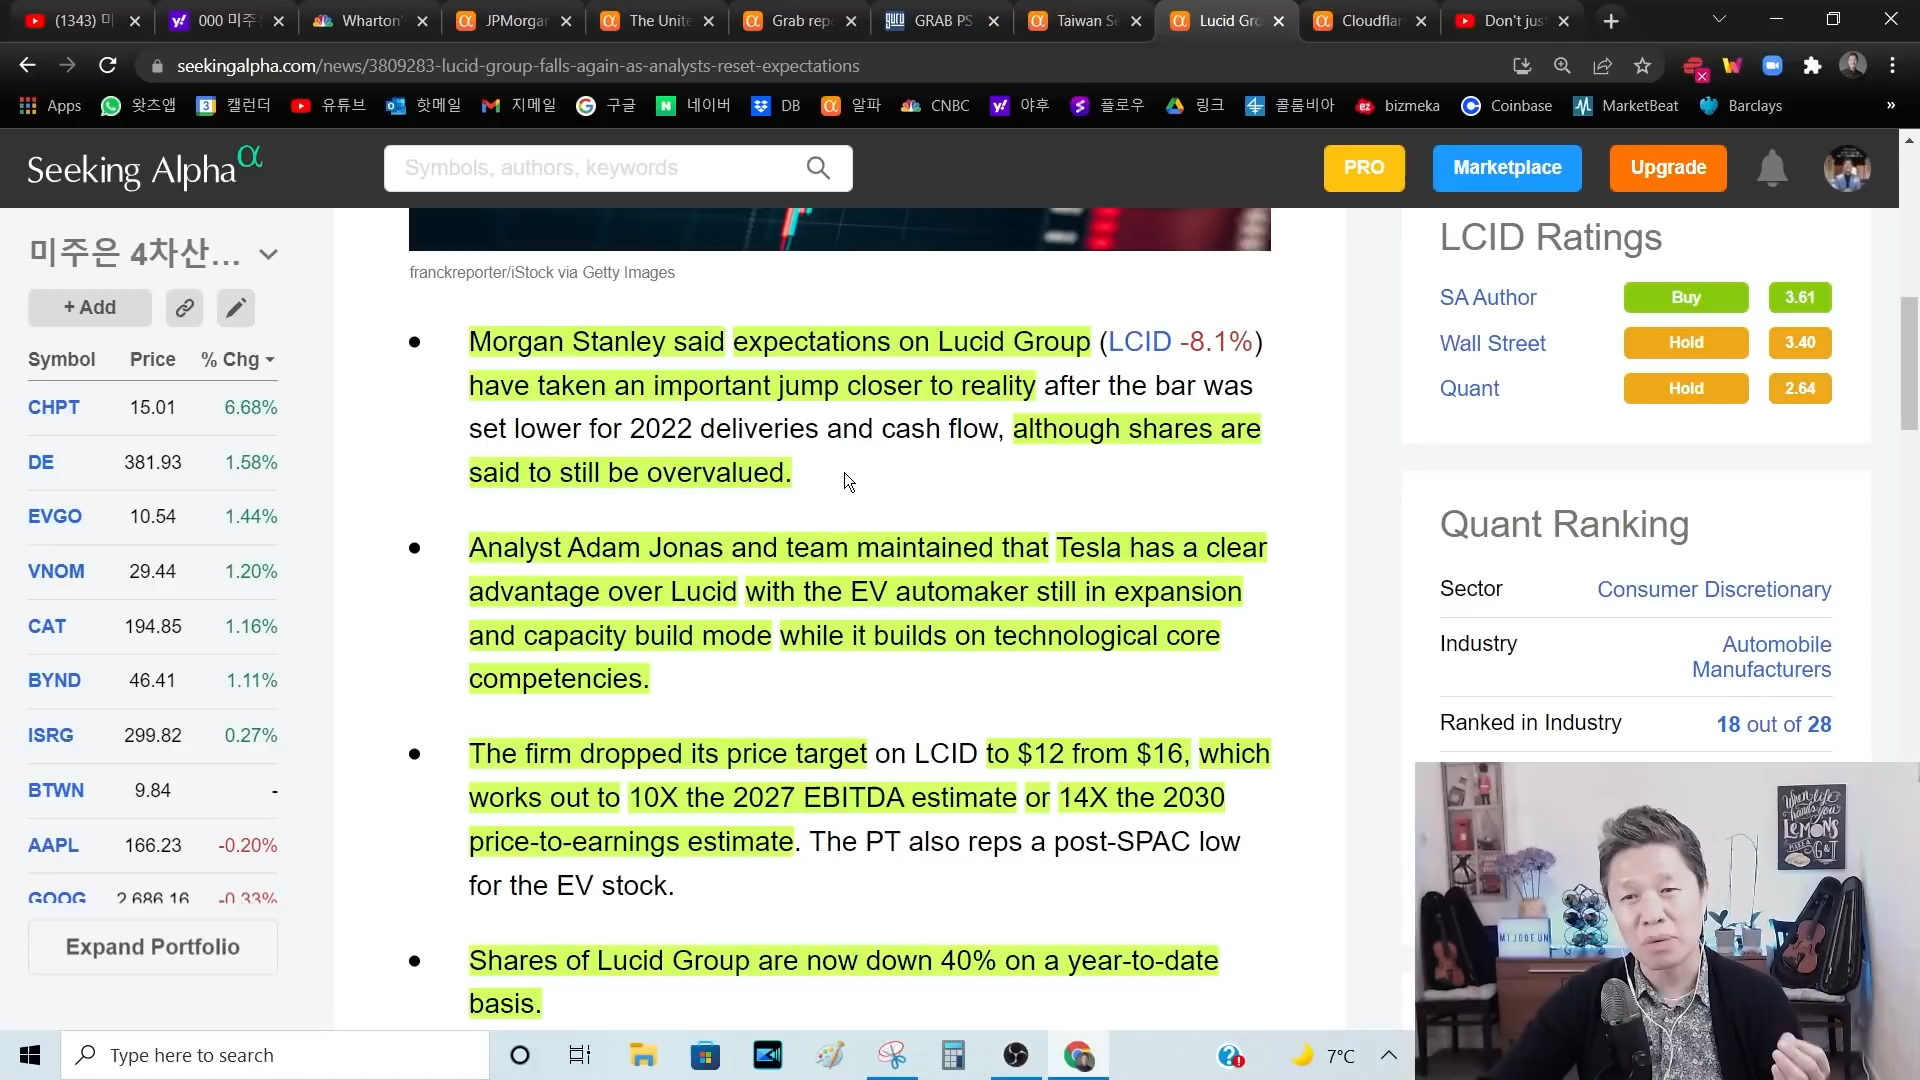 (1343) 미
000 미주
Wharton'
JPMorgan
The Unite
Grab rep
GRAB PS
Taiwan Se
Lucid Gro
Cloudflar
Don't jus
seekingalpha.com/news/3809283-lucid-group-falls-again-as-analysts-reset-expectations
Apps 왓츠앱 캘린더 유튜브 핫메일 지메일 구글 네이버 DB 알파 CNBC 야후 플로우 링크 콜롬비아 bizmeka Coinbase MarketBeat Barclays »
Seeking Alpha α
Symbols, authors, keywords
PRO
Marketplace
Upgrade
미주은 4차산...
+ Add
Symbol Price % Chg
CHPT 15.01 6.68%
DE 381.93 1.58%
EVGO 10.54 1.44%
VNOM 29.44 1.20%
CAT 194.85 1.16%
BYND 46.41 1.11%
ISRG 299.82 0.27%
BTWN 9.84 -
AAPL 166.23 -0.20%
GOOG 2,686.16 -0.33%
Expand Portfolio
franckreporter/iStock via Getty Images
• Morgan Stanley said expectations on Lucid Group (LCID -8.1%)
have taken an important jump closer to reality after the bar was
set lower for 2022 deliveries and cash flow, although shares are
said to still be overvalued.
• Analyst Adam Jonas and team maintained that Tesla has a clear
advantage over Lucid with the EV automaker still in expansion
and capacity build mode while it builds on technological core
competencies.
• The firm dropped its price target on LCID to $12 from $16, which
works out to 10X the 2027 EBITDA estimate or 14X the 2030
price-to-earnings estimate. The PT also reps a post-SPAC low
for the EV stock.
• Shares of Lucid Group are now down 40% on a year-to-date
basis.
LCID Ratings
SA Author Buy 3.61
Wall Street Hold 3.40
Quant Hold 2.64
Quant Ranking
Sector Consumer Discretionary
Industry Automobile
Manufacturers
Ranked in Industry 18 out of 28
When life
hands you
LEMONS
MAKE A
G&T
MIJOOEUN
Type here to search
7°C